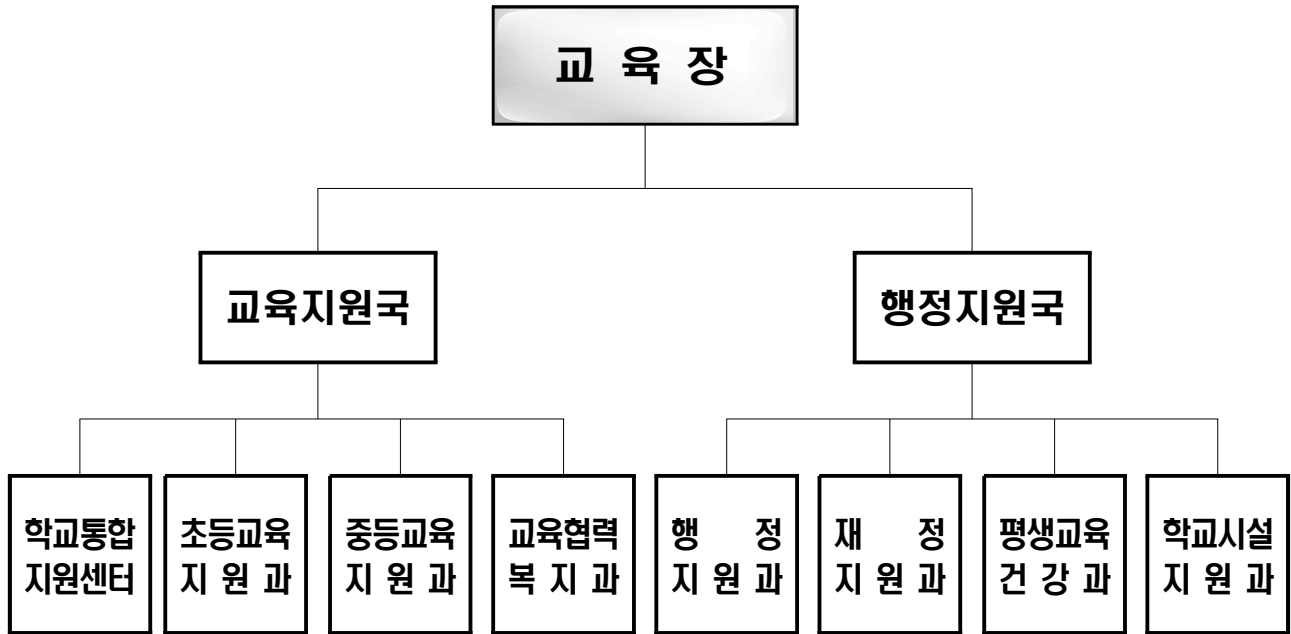 교 육 장
교육지원국
행정지원국
학교통합
지원센터
초등교육
지 원 과
중등교육
지 원 과
교육협력
복 지 과
행 정
지 원 과
재 정
지 원 과
평생교육
건 강 과
학교시설
지 원 과